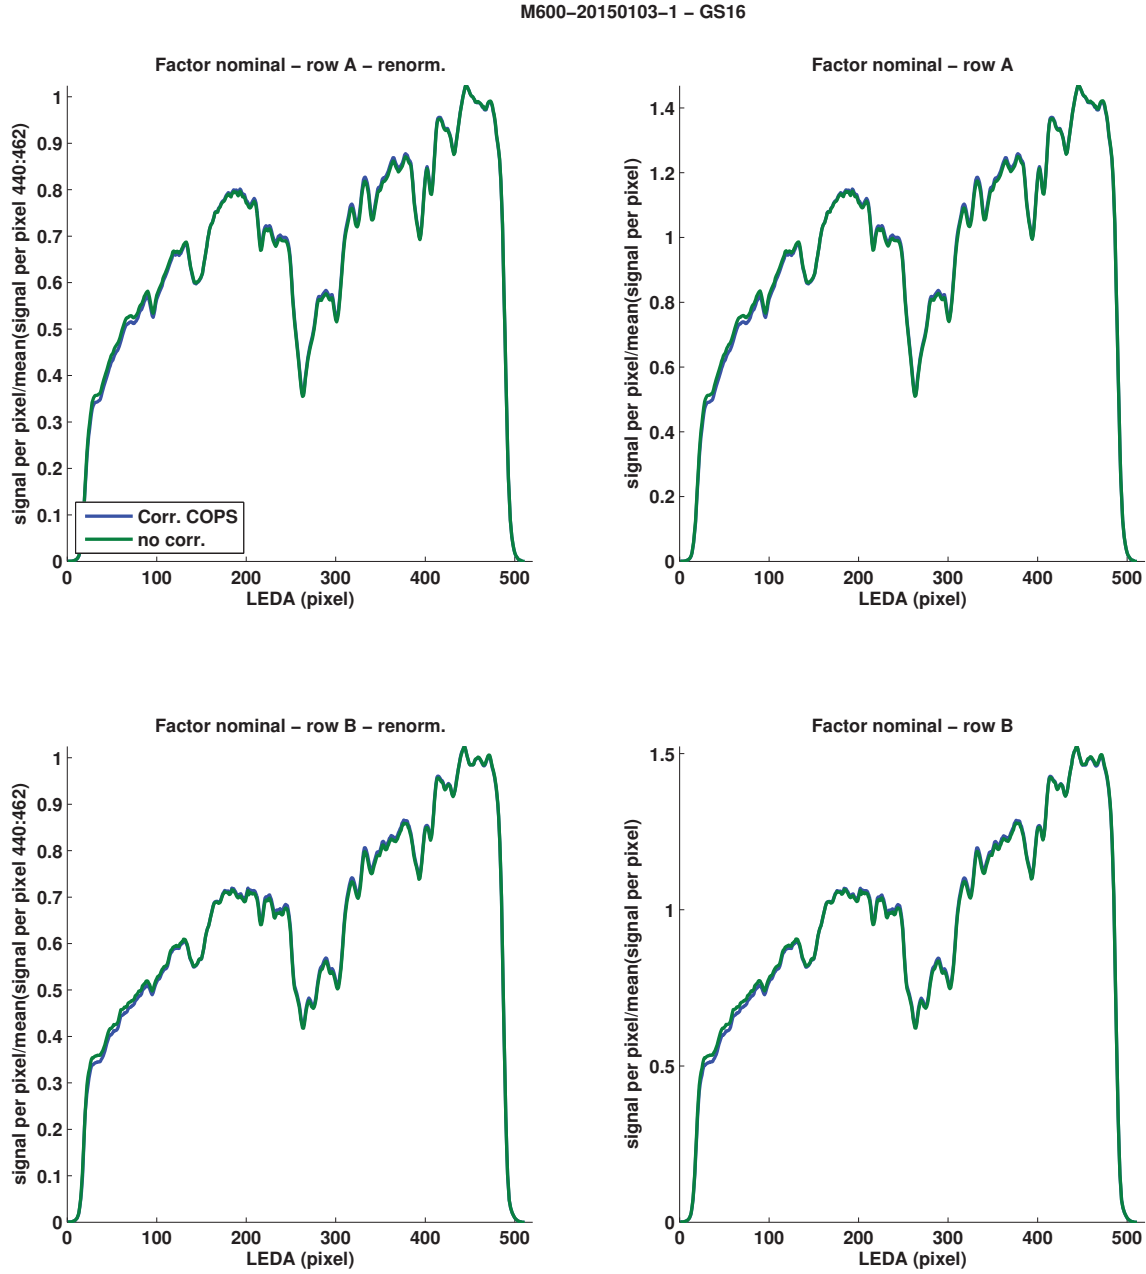 M600−20150103−1 − GS16
Factor nominal − row A − renorm.
signal per pixel/mean(signal per pixel 440:462)
1
0.9
0.8
0.7
0.6
0.5
0.4
0.3
0.2
0.1
0
Corr. COPS
no corr.
0 100 200 300 400 500
LEDA (pixel)
Factor nominal − row A
signal per pixel/mean(signal per pixel)
1.4
1.2
1
0.8
0.6
0.4
0.2
0
0 100 200 300 400 500
LEDA (pixel)
Factor nominal − row B − renorm.
signal per pixel/mean(signal per pixel 440:462)
1
0.9
0.8
0.7
0.6
0.5
0.4
0.3
0.2
0.1
0
0 100 200 300 400 500
LEDA (pixel)
Factor nominal − row B
signal per pixel/mean(signal per pixel)
1.5
1
0.5
0
0 100 200 300 400 500
LEDA (pixel)